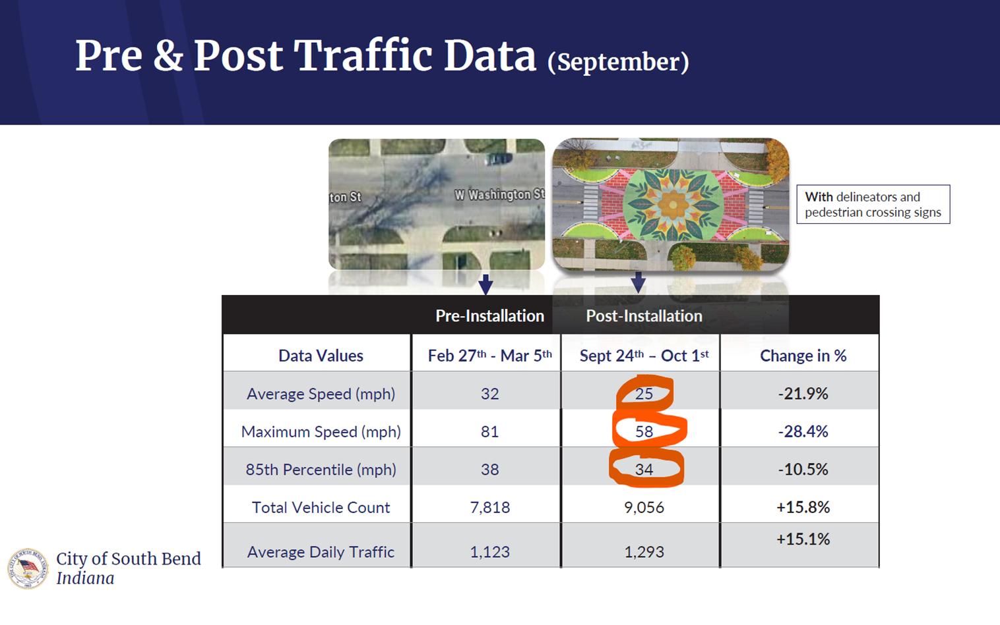 Pre & Post Traffic Data (September)
ton St
W Washington St
With delineators and
pedestrian crossing signs
Pre-Installation Post-Installation
Data Values Feb 27th - Mar 5th Sept 24th – Oct 1st Change in %
Average Speed (mph) 32 25 -21.9%
Maximum Speed (mph) 81 58 -28.4%
85th Percentile (mph) 38 34 -10.5%
Total Vehicle Count 7,818 9,056 +15.8%
Average Daily Traffic 1,123 1,293 +15.1%
City of South Bend
Indiana